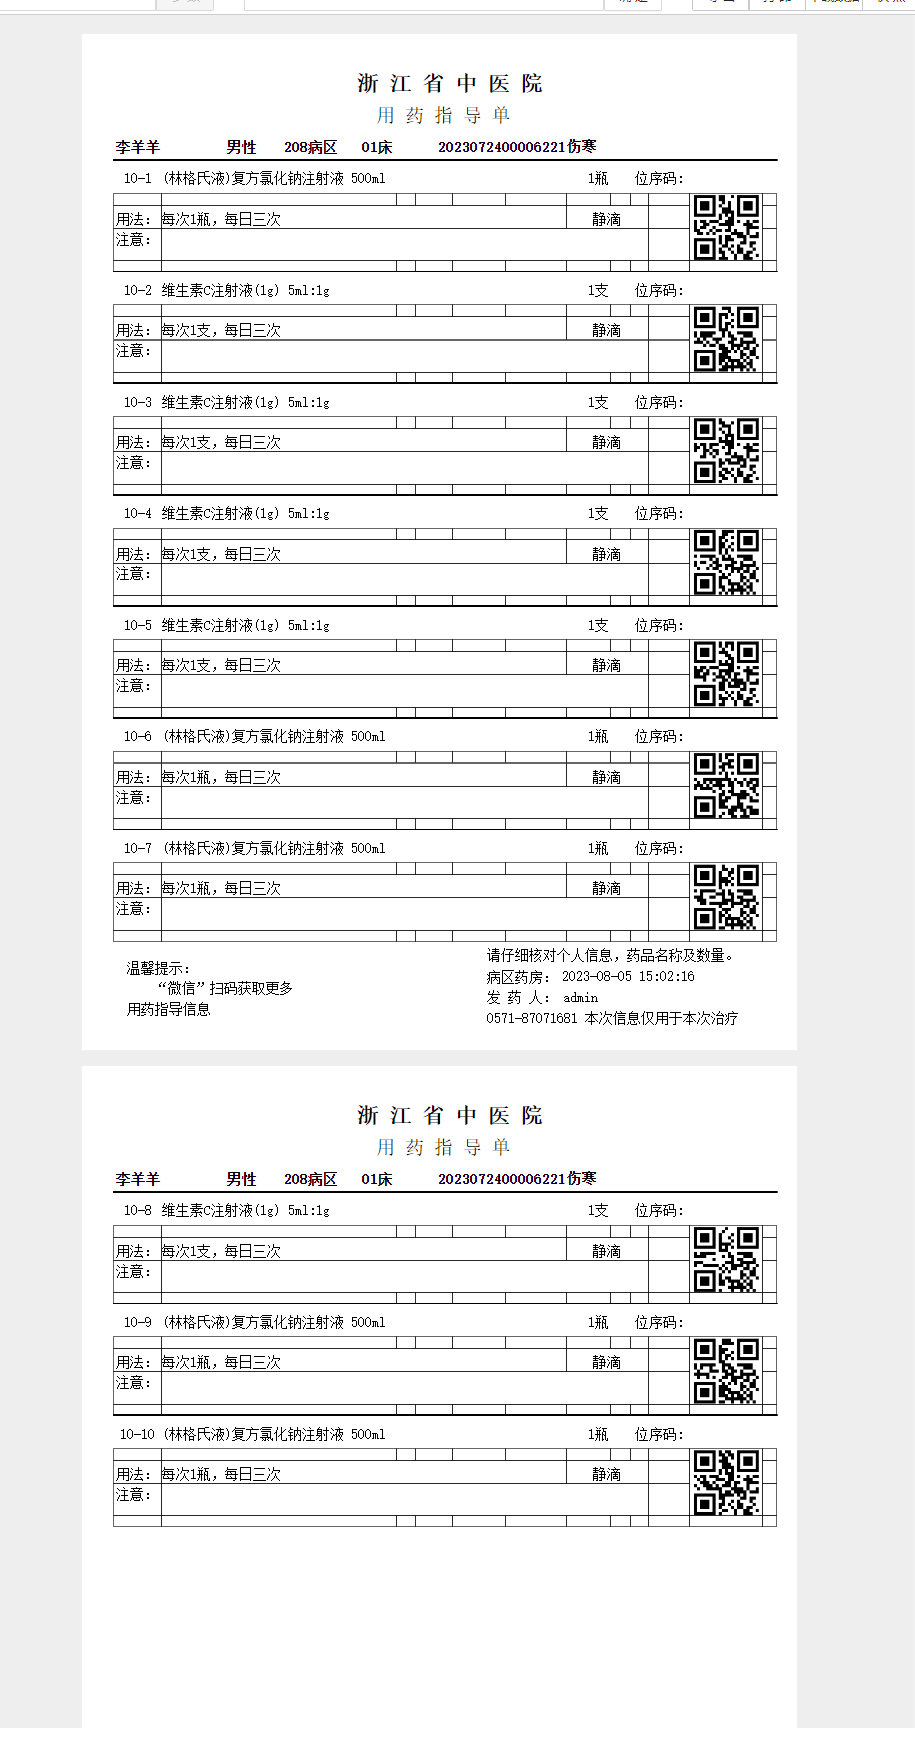 浙江省中医院
用药指导单
李羊羊 男性 208病区 01床 2023072400006221伤寒
10-1 (林格氏液)复方氯化钠注射液 500ml 1瓶 位序码：
用法： 每次1瓶，每日三次 静滴
注意：
10-2 维生素C注射液(1g) 5ml:1g 1支 位序码：
用法： 每次1支，每日三次 静滴
注意：
10-3 维生素C注射液(1g) 5ml:1g 1支 位序码：
用法： 每次1支，每日三次 静滴
注意：
10-4 维生素C注射液(1g) 5ml:1g 1支 位序码：
用法： 每次1支，每日三次 静滴
注意：
10-5 维生素C注射液(1g) 5ml:1g 1支 位序码：
用法： 每次1支，每日三次 静滴
注意：
10-6 (林格氏液)复方氯化钠注射液 500ml 1瓶 位序码：
用法： 每次1瓶，每日三次 静滴
注意：
10-7 (林格氏液)复方氯化钠注射液 500ml 1瓶 位序码：
用法： 每次1瓶，每日三次 静滴
注意：
温馨提示：
“微信”扫码获取更多
用药指导信息
请仔细核对个人信息，药品名称及数量。
病区药房： 2023-08-05 15:02:16
发 药 人： admin
0571-87071681 本次信息仅用于本次治疗
浙江省中医院
用药指导单
李羊羊 男性 208病区 01床 2023072400006221伤寒
10-8 维生素C注射液(1g) 5ml:1g 1支 位序码：
用法： 每次1支，每日三次 静滴
注意：
10-9 (林格氏液)复方氯化钠注射液 500ml 1瓶 位序码：
用法： 每次1瓶，每日三次 静滴
注意：
10-10 (林格氏液)复方氯化钠注射液 500ml 1瓶 位序码：
用法： 每次1瓶，每日三次 静滴
注意：